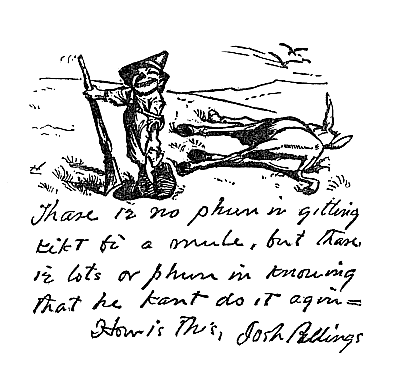 Thare iz no phun in gitting
kikt bi a mule, but thare
iz lots ov phun in knowing
that he kant do it agin=
How is This, Josh Billings